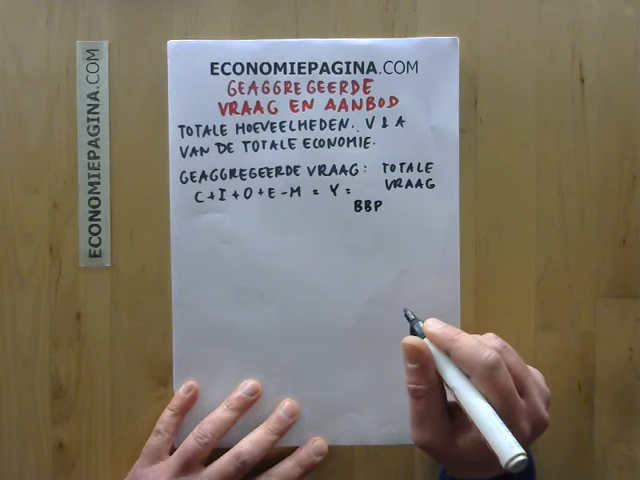 ECONOMIEPAGINA.COM
ECONOMIEPAGINA.COM
GEAGGREGEERDE
VRAAG EN AANBOD
TOTALE HOEVEELHEDEN. V & A
VAN DE TOTALE ECONOMIE.
GEAGGREGEERDE VRAAG: TOTALE
VRAAG
C+I+O+E-M = Y =
BBP